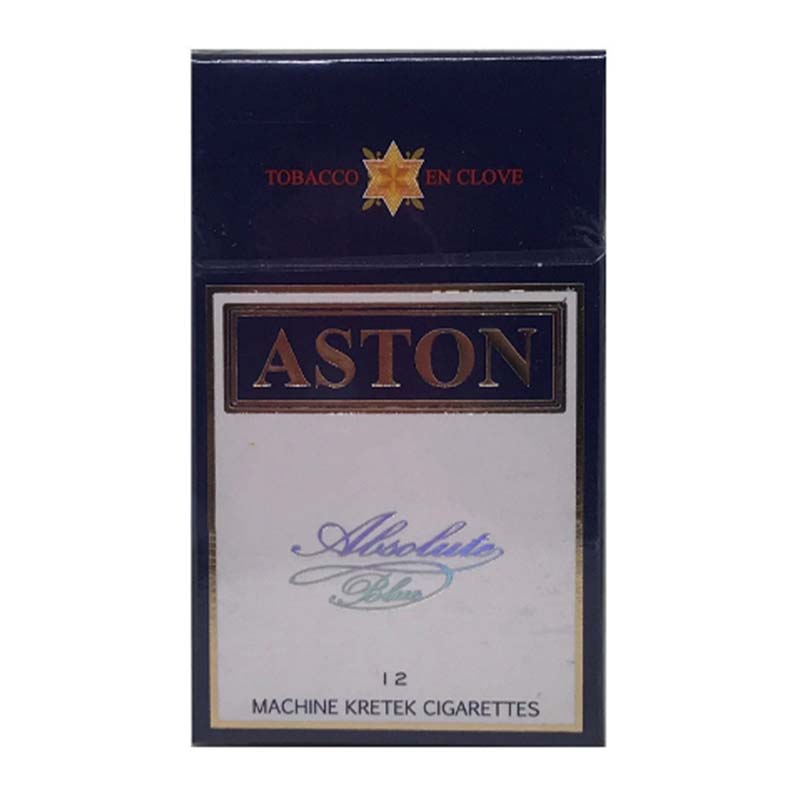 TOBACCO EN CLOVE
ASTON
Absolute
Blue
12
MACHINE KRETEK CIGARETTES